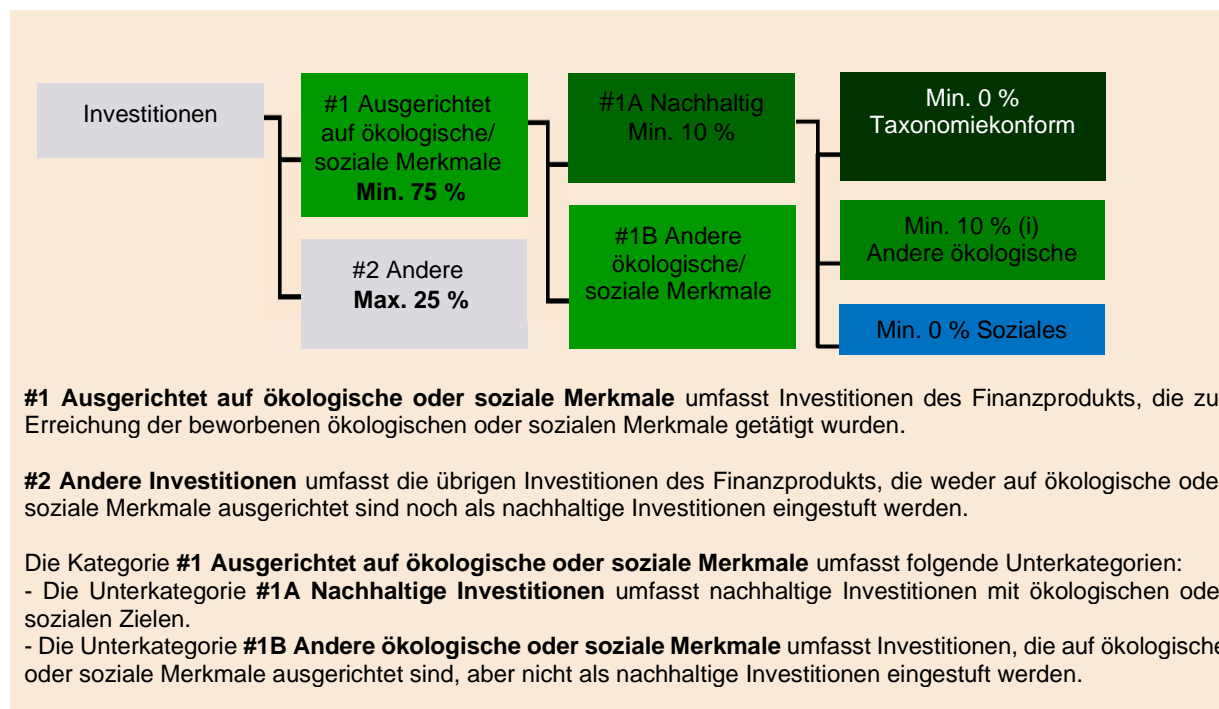 Investitionen
#1 Ausgerichtet
auf ökologische/
soziale Merkmale
Min. 75 %
#2 Andere
Max. 25 %
#1A Nachhaltig
Min. 10 %
#1B Andere
ökologische/
soziale Merkmale
Min. 0 %
Taxonomiekonform
Min. 10 % (i)
Andere ökologische
Min. 0 % Soziales
#1 Ausgerichtet auf ökologische oder soziale Merkmale umfasst Investitionen des Finanzprodukts, die zu
Erreichung der beworbenen ökologischen oder sozialen Merkmale getätigt wurden.
#2 Andere Investitionen umfasst die übrigen Investitionen des Finanzprodukts, die weder auf ökologische ode
soziale Merkmale ausgerichtet sind noch als nachhaltige Investitionen eingestuft werden.
Die Kategorie #1 Ausgerichtet auf ökologische oder soziale Merkmale umfasst folgende Unterkategorien:
- Die Unterkategorie #1A Nachhaltige Investitionen umfasst nachhaltige Investitionen mit ökologischen ode
sozialen Zielen.
- Die Unterkategorie #1B Andere ökologische oder soziale Merkmale umfasst Investitionen, die auf ökologische
oder soziale Merkmale ausgerichtet sind, aber nicht als nachhaltige Investitionen eingestuft werden.